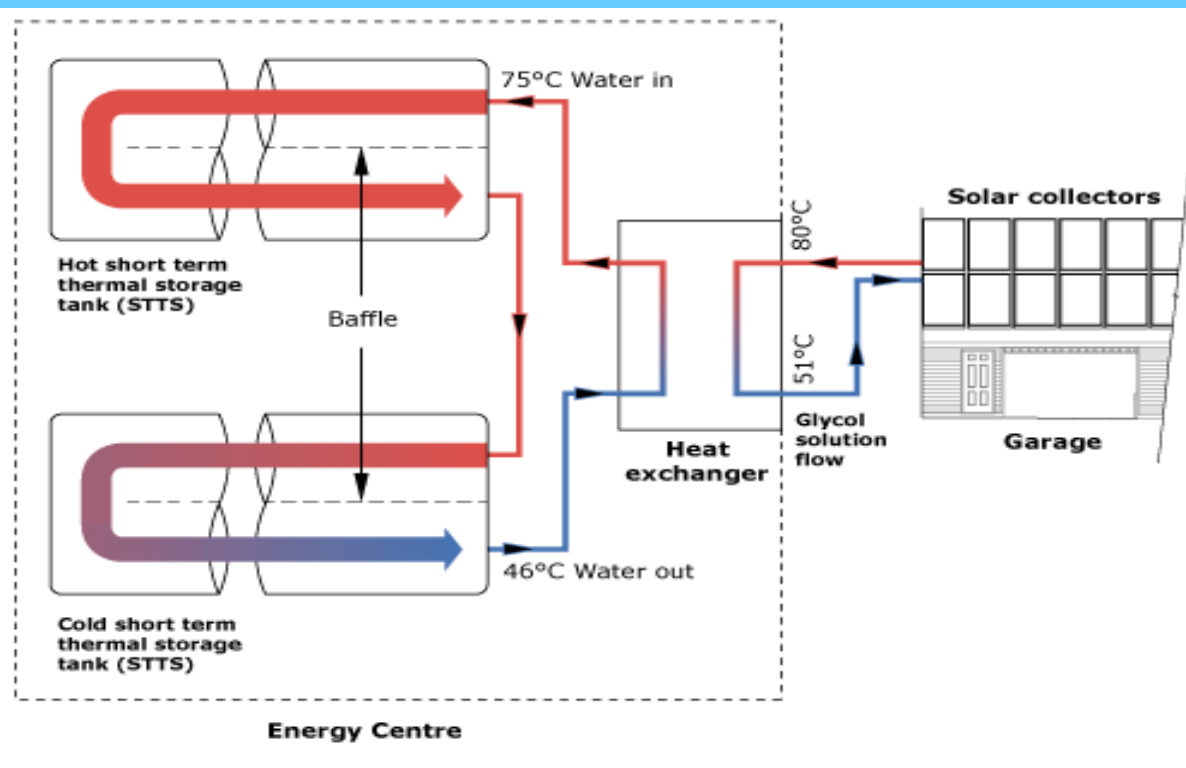 75°C Water in
Solar collectors
80°C
Hot short term
thermal storage
tank (STTS)
Baffle
51°C
Glycol
solution
flow
Garage
Heat
exchanger
46°C Water out
Cold short term
thermal storage
tank (STTS)
Energy Centre